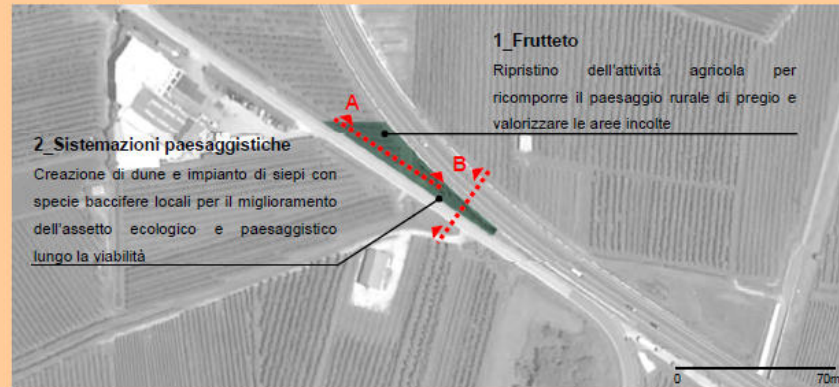 1_Frutteto
Ripristino dell'attività agricola per
ricomporre il paesaggio rurale di pregio e
valorizzare le aree incolte
A
B
2_Sistemazioni paesaggistiche
Creazione di dune e impianto di siepi con
specie baccifere locali per il miglioramento
dell'assetto ecologico e paesaggistico
lungo la viabilità
0 70m